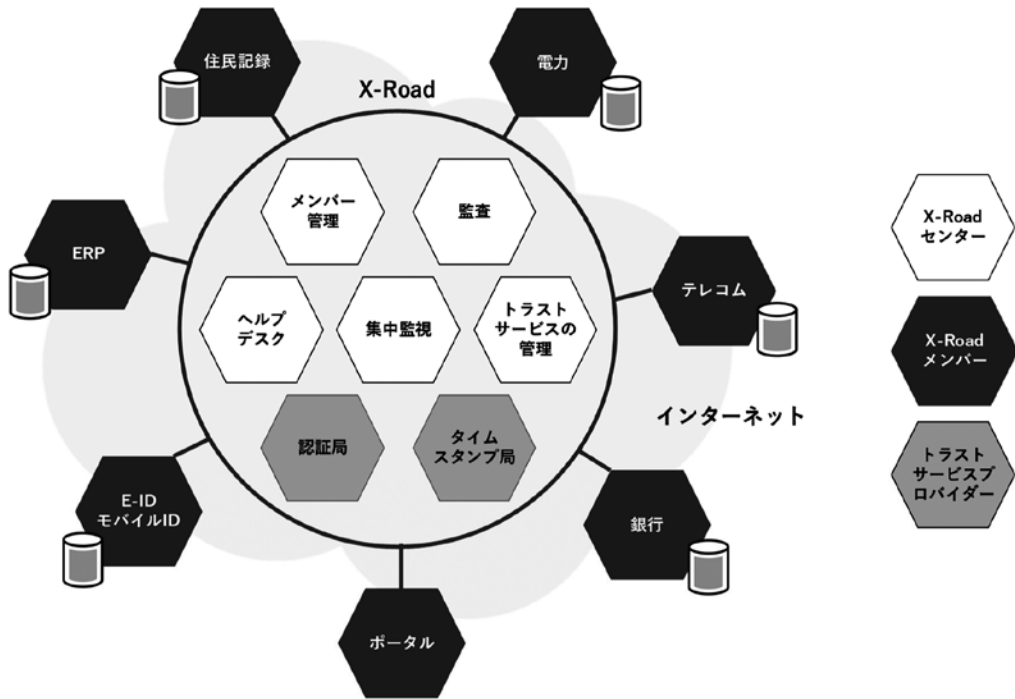 住民記録
電力
X-Road
メンバー
管理
監査
X-Road
センター
ERP
テレコム
ヘルプ
デスク
集中監視
トラスト
サービスの
管理
X-Road
メンバー
インターネット
認証局
タイム
スタンプ局
トラスト
サービスプ
ロバイダー
E-ID
モバイルID
銀行
ポータル